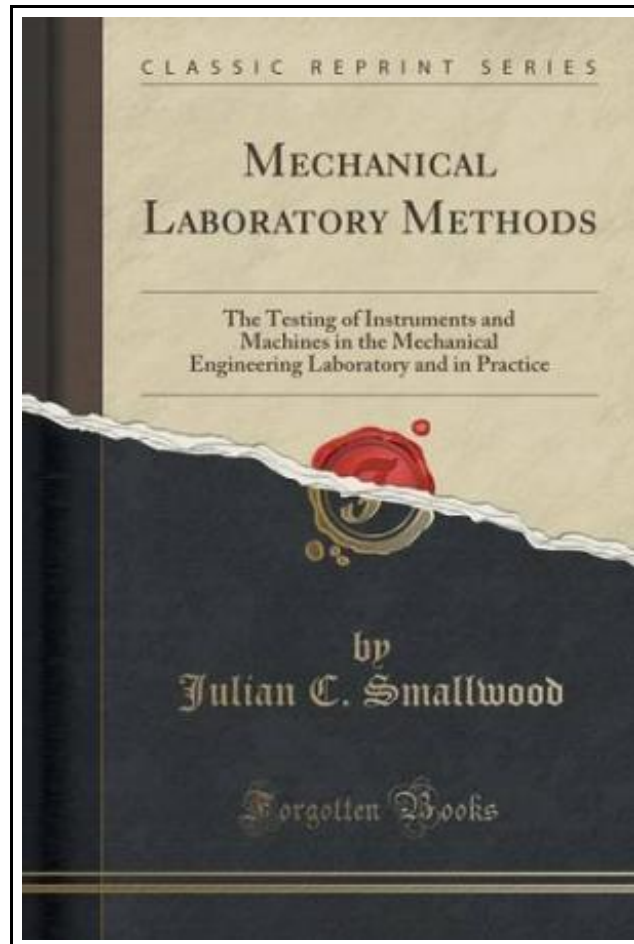 CLASSIC REPRINT SERIES
MECHANICAL
LABORATORY METHODS
The Testing of Instruments and
Machines in the Mechanical
Engineering Laboratory and in Practice
by
Julian C. Smallwood
Forgotten Books